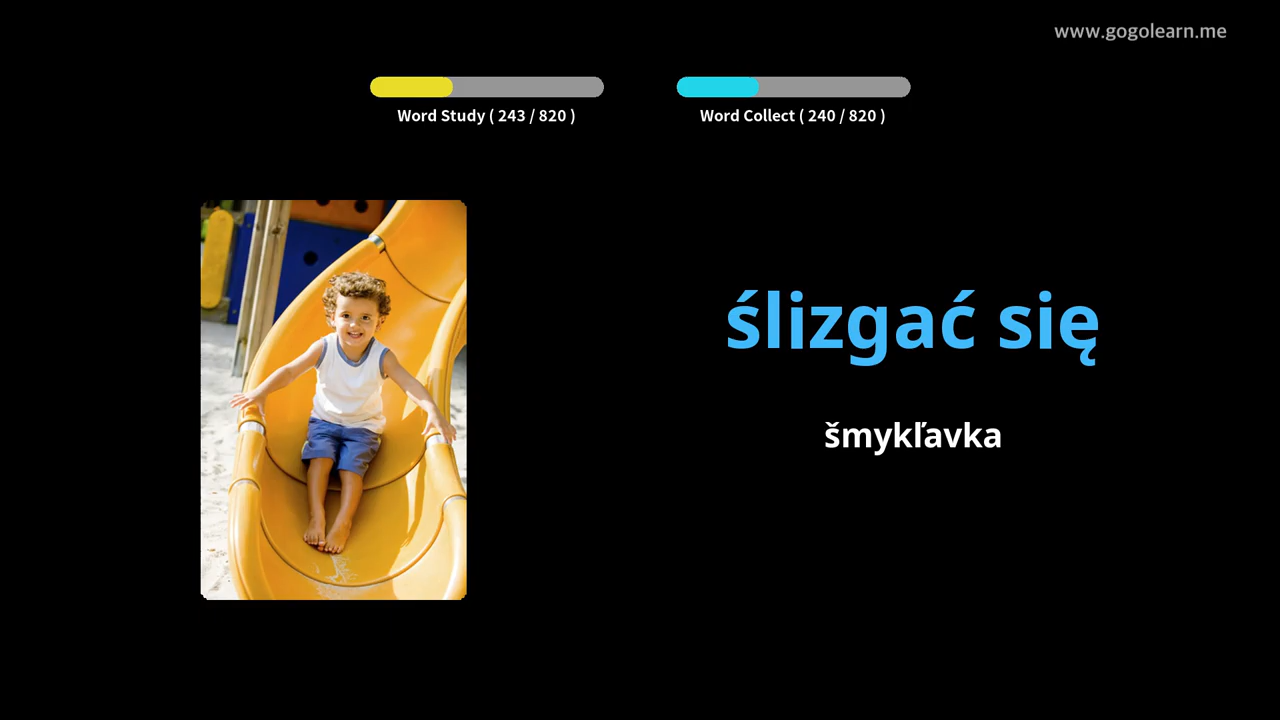 www.gogolearn.me
Word Study ( 243 / 820 )
Word Collect ( 240 / 820 )
ślizgać się
šmykľavka